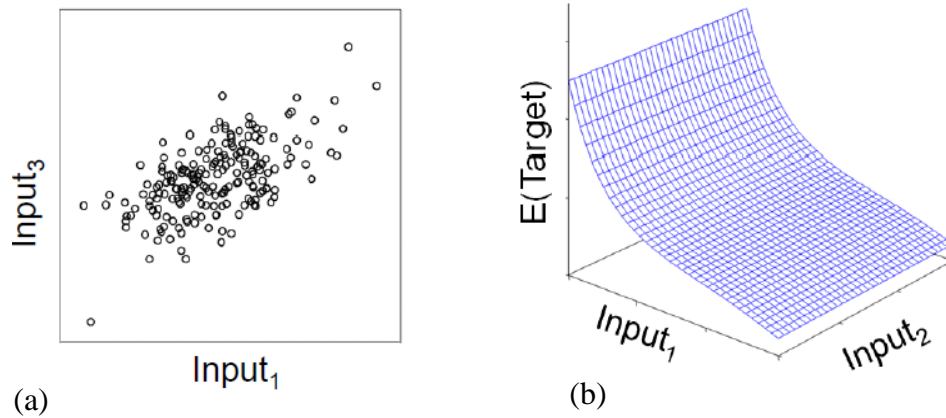 Input₃
Input₁
(a)
E(Target)
Input₁
Input₂
(b)